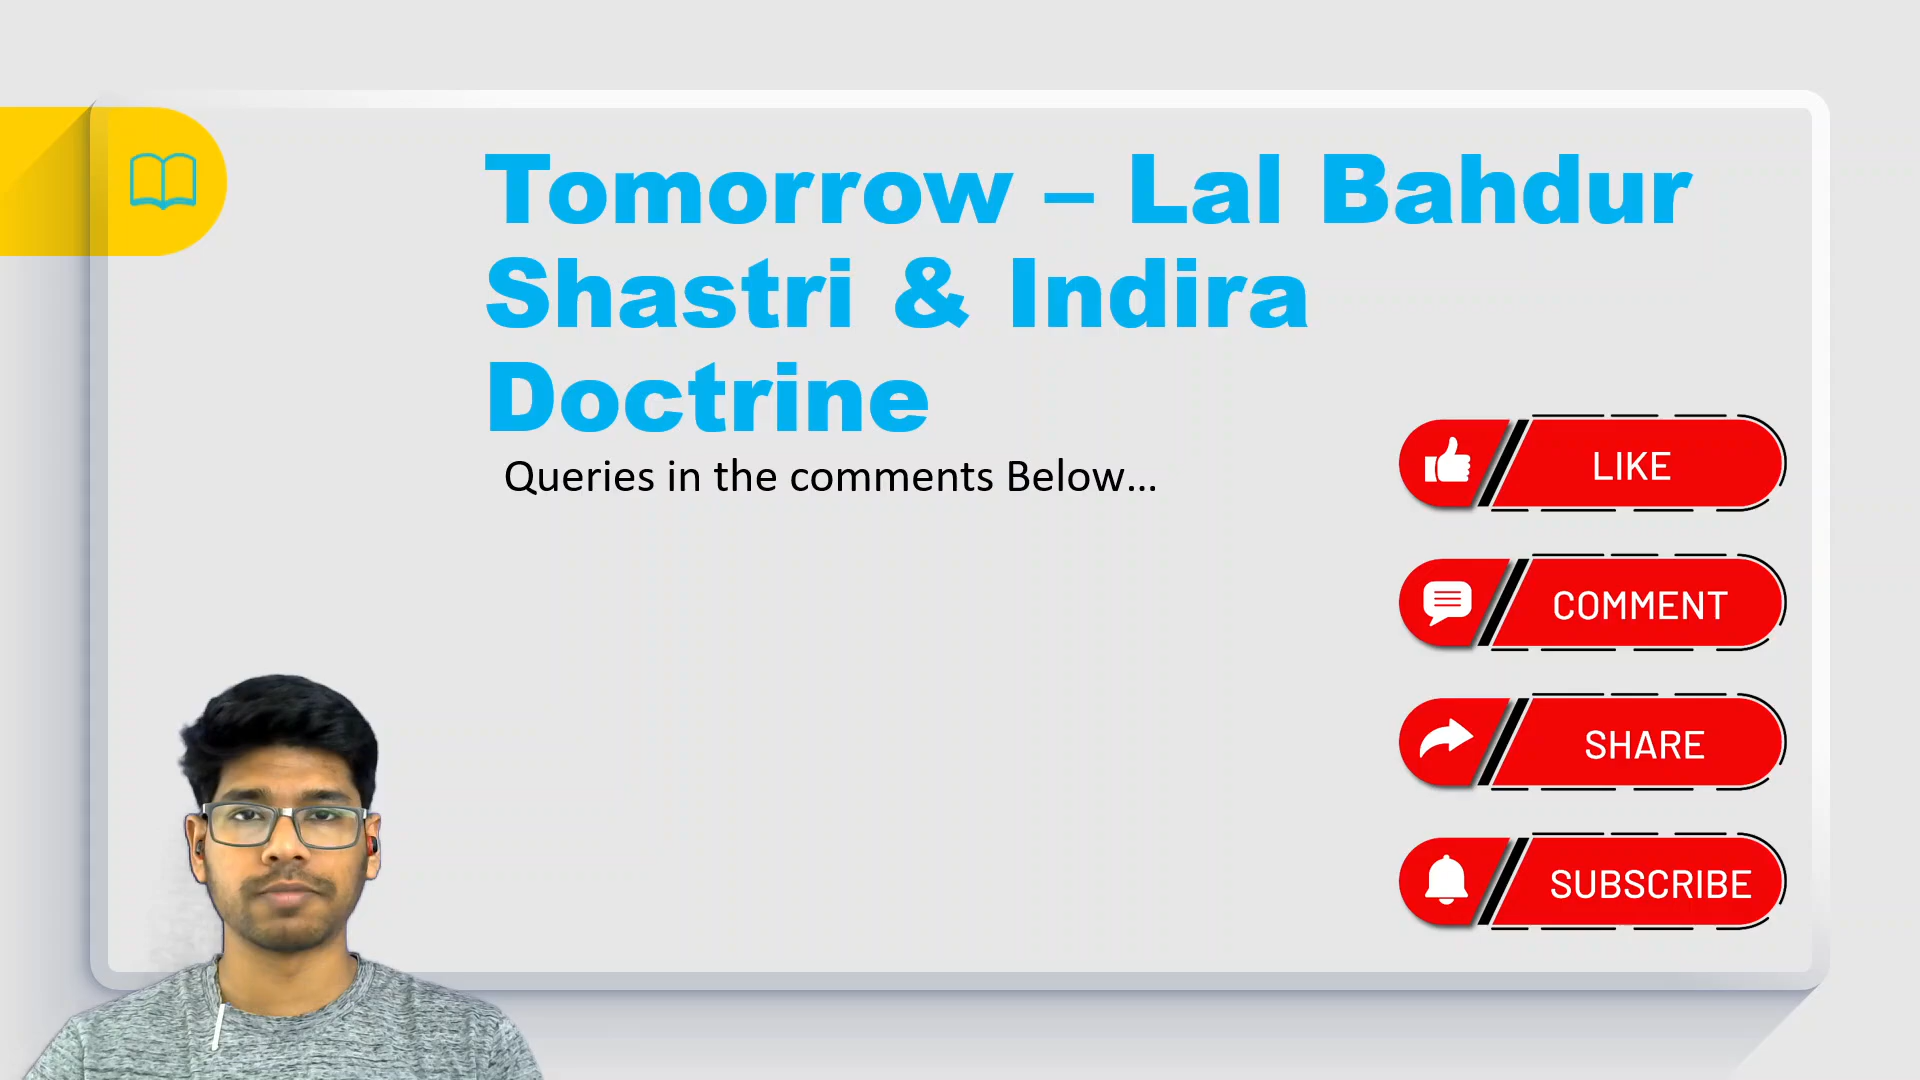 Tomorrow – Lal Bahdur
Shastri & Indira
Doctrine
Queries in the comments Below...
LIKE
COMMENT
SHARE
SUBSCRIBE